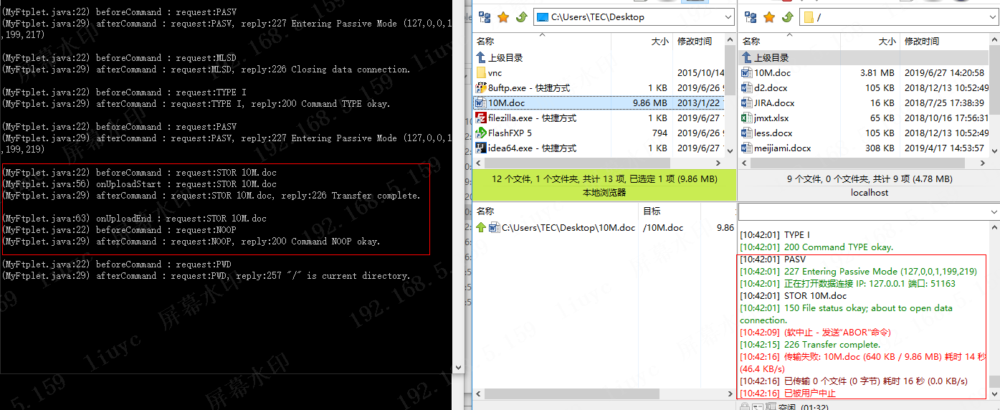 (MyFtplet.java:22) beforeCommand : request:PASV
(MyFtplet.java:29) afterCommand : request:PASV, reply:227 Entering Passive Mode (127,0,0,1
,199,217)
(MyFtplet.java:22) beforeCommand : request:MLSD
(MyFtplet.java:29) afterCommand : request:MLSD, reply:226 Closing data connection.
(MyFtplet.java:22) beforeCommand : request:TYPE I
(MyFtplet.java:29) afterCommand : request:TYPE I, reply:200 Command TYPE okay.
(MyFtplet.java:22) beforeCommand : request:PASV
(MyFtplet.java:29) afterCommand : request:PASV, reply:227 Entering Passive Mode (127,0,0,1
,199,219)
(MyFtplet.java:22) beforeCommand : request:STOR 10M.doc
(MyFtplet.java:56) onUploadStart : request:STOR 10M.doc
(MyFtplet.java:29) afterCommand : request:STOR 10M.doc, reply:226 Transfer complete.
(MyFtplet.java:63) onUploadEnd : request:STOR 10M.doc
(MyFtplet.java:22) beforeCommand : request:NOOP
(MyFtplet.java:29) afterCommand : request:NOOP, reply:200 Command NOOP okay.
(MyFtplet.java:22) beforeCommand : request:PWD
(MyFtplet.java:29) afterCommand : request:PWD, reply:257 "/" is current directory.
屏幕水印 192.168.5.159 liuyc
C:\Users\TEC\Desktop
名称 大小 修改时间
上级目录
vnc 2015/10/14
8uftp.exe - 快捷方式 1 KB 2019/6/26 9
10M.doc 9.86 MB 2013/1/22
filezilla.exe - 快捷方式 1 KB 2019/6/27
FlashFXP 5 794 2019/6/26 9
idea64.exe - 快捷方式 1 KB 2019/6/27
12 个文件, 1 个文件夹, 共计 13 项, 已选定 1 项 (9.86 MB)
本地浏览器
/
名称 大小 修改时间
上级目录
10M.doc 3.81 MB 2019/6/27 14:20:58
d2.docx 105 KB 2018/12/13 10:52:49
JIRA.docx 16 KB 2018/7/25 17:38:39
jmxt.xlsx 65 KB 2018/10/16 17:56:31
less.docx 105 KB 2018/12/13 10:52:49
meijiami.docx 308 KB 2019/4/17 14:53:57
9 个文件, 0 个文件夹, 共计 9 项 (4.78 MB)
localhost
名称 目标
C:\Users\TEC\Desktop\10M.doc /10M.doc 9.86
[10:42:01] TYPE I
[10:42:01] 200 Command TYPE okay.
[10:42:01] PASV
[10:42:01] 227 Entering Passive Mode (127,0,0,1,199,219)
[10:42:01] 正在打开数据连接 IP: 127.0.0.1 端口: 51163
[10:42:01] STOR 10M.doc
[10:42:01] 150 File status okay; about to open data
connection.
[10:42:09] (软中止 - 发送"ABOR"命令)
[10:42:15] 226 Transfer complete.
[10:42:16] 传输失败: 10M.doc (640 KB / 9.86 MB) 耗时 14 秒
(46.4 KB/s)
[10:42:16] 已传输 0 个文件 (0 字节) 耗时 16 秒 (0.0 KB/s)
[10:42:16] 已被用户中止
空闲. (01:32)